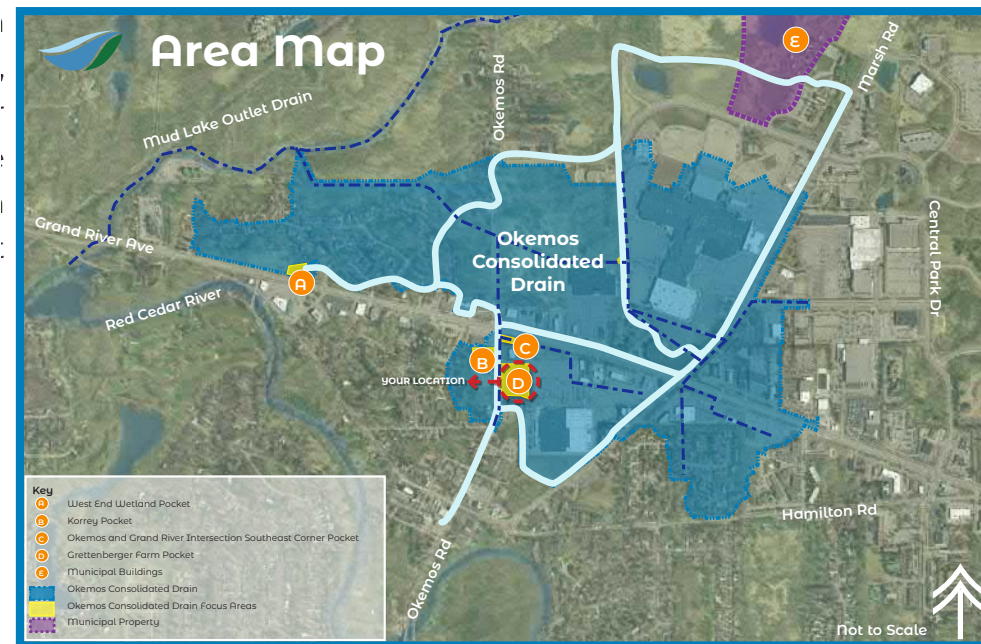 Area Map
E
Marsh Rd
Okemos Rd
Mud Lake Outlet Drain
Grand River Ave
Central Park Dr
Okemos
Consolidated
Drain
A
Red Cedar River
C
B
D
YOUR LOCATION
Key
A West End Wetland Pocket
B Korrey Pocket
C Okemos and Grand River Intersection Southeast Corner Pocket
D Grettenberger Farm Pocket
E Municipal Buildings
Okemos Consolidated Drain
Okemos Consolidated Drain Focus Areas
Municipal Property
Hamilton Rd
Okemos Rd
Not to Scale